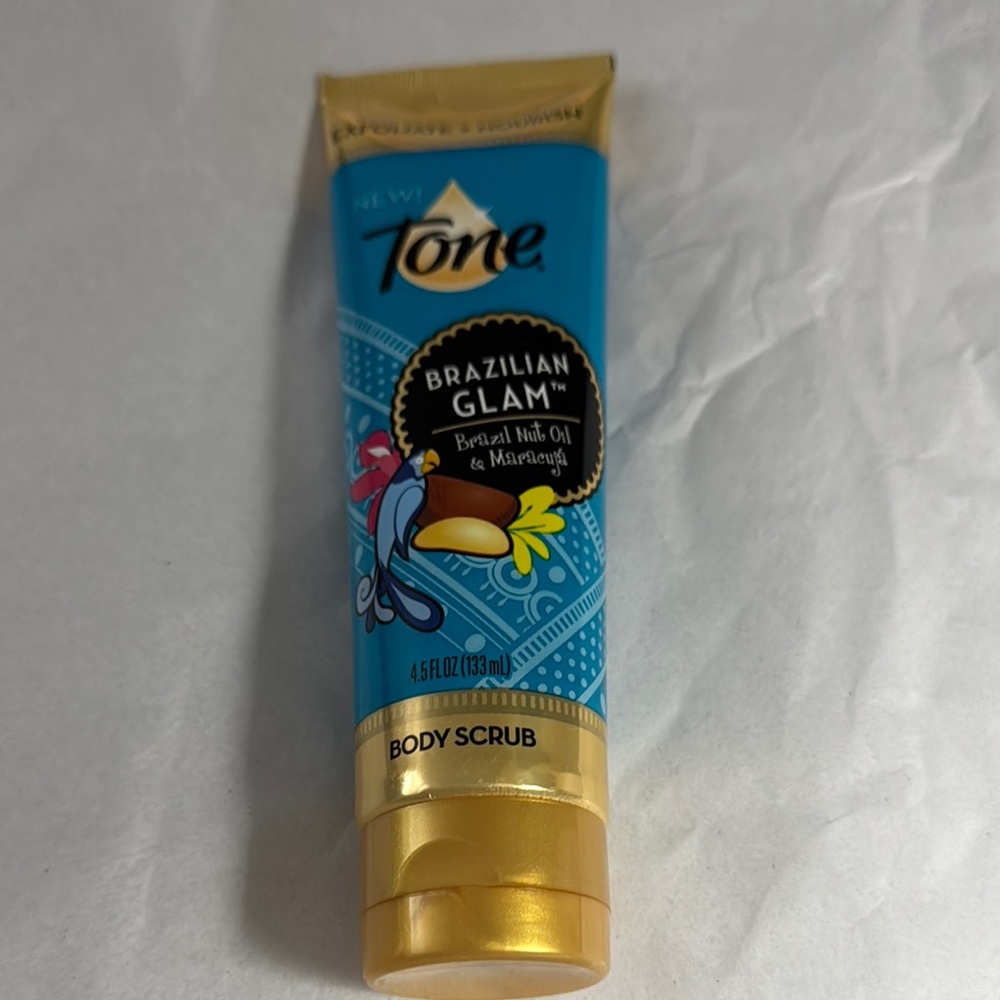 EXFOLIATE + NOURISH
NEW!
Tone
BRAZILIAN
GLAM™
Brazil Nut Oil
& Maracujá
4.5 FL OZ (133 mL)
BODY SCRUB